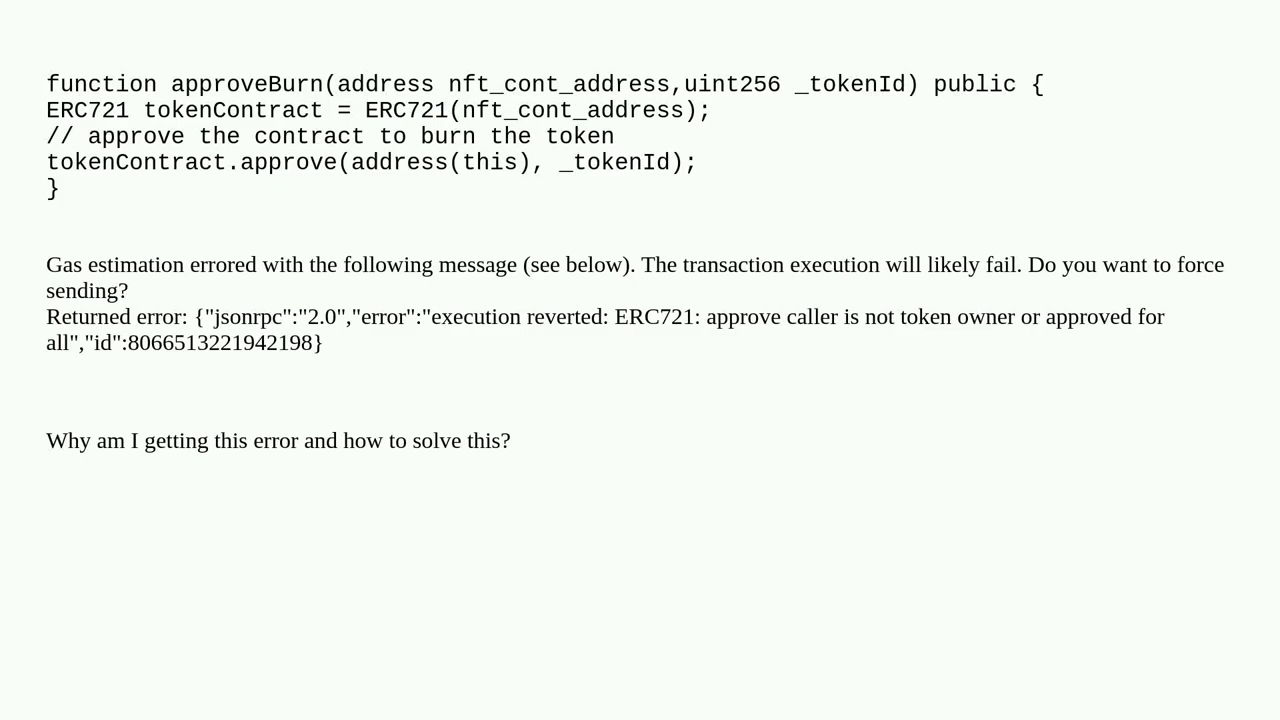 function approveBurn(address nft_cont_address,uint256 _tokenId) public {
ERC721 tokenContract = ERC721(nft_cont_address);
// approve the contract to burn the token
tokenContract.approve(address(this), _tokenId);
}
Gas estimation errored with the following message (see below). The transaction execution will likely fail. Do you want to force
sending?
Returned error: {"jsonrpc":"2.0","error":"execution reverted: ERC721: approve caller is not token owner or approved for
all","id":8066513221942198}
Why am I getting this error and how to solve this?